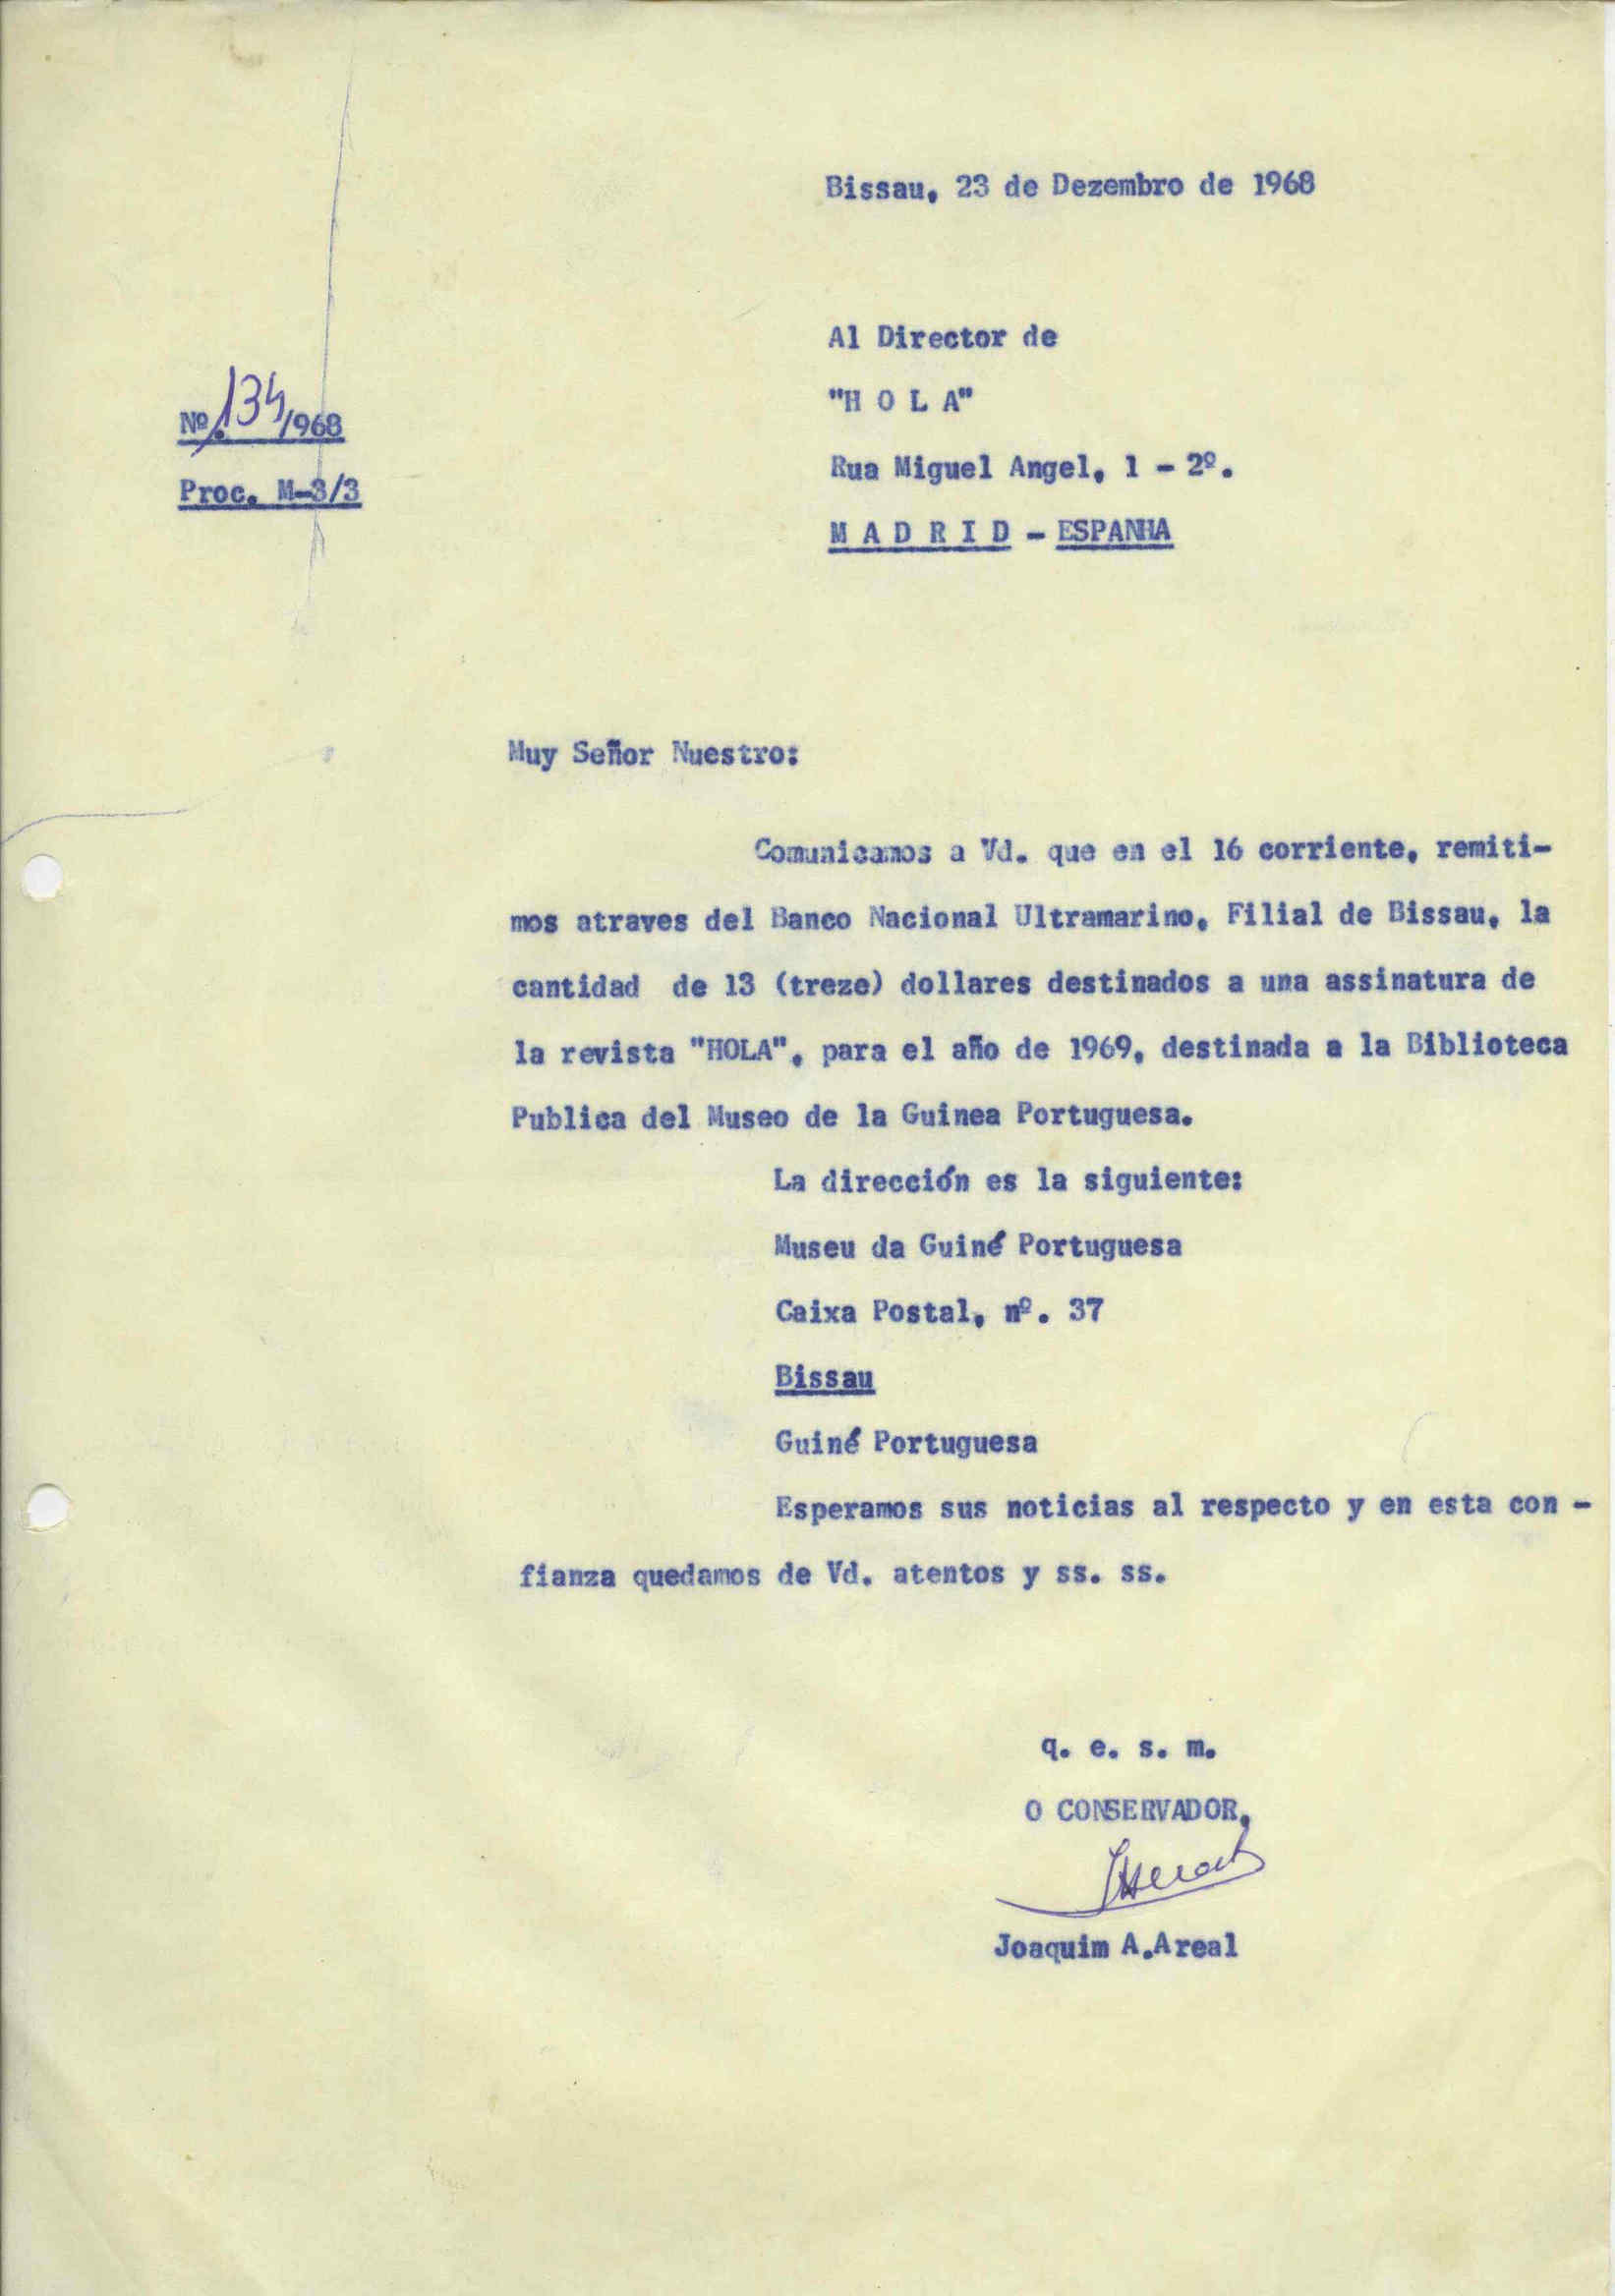 Bissau, 23 de Dezembro de 1968
Al Director de
"H O L A"
Nº. 134/968
Rua Miguel Angel, 1 - 2º.
Proc. M-3/3
M A D R I D - ESPANHA
Muy Señor Nuestro:
Comunicamos a Vd. que en el 16 corriente, remiti-
mos atraves del Banco Nacional Ultramarino, Filial de Bissau, la
cantidad de 13 (treze) dollares destinados a una assinatura de
la revista "HOLA", para el año de 1969, destinada a la Biblioteca
Publica del Museo de la Guinea Portuguesa.
La dirección es la siguiente:
Museu da Guiné Portuguesa
Caixa Postal, nº. 37
Bissau
Guiné Portuguesa
Esperamos sus noticias al respecto y en esta con -
fianza quedamos de Vd. atentos y ss. ss.
q. e. s. m.
O CONSERVADOR,
Joaquim A.Areal